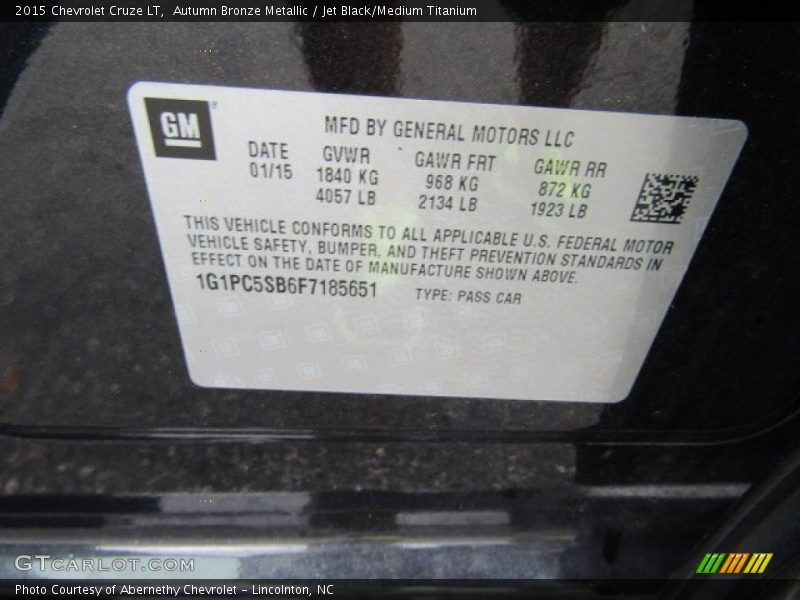 2015 Chevrolet Cruze LT,  Autumn Bronze Metallic / Jet Black/Medium Titanium
GM
MFD BY GENERAL MOTORS LLC
DATE GVWR GAWR FRT GAWR RR
01/15 1840 KG 968 KG 872 KG
4057 LB 2134 LB 1923 LB
THIS VEHICLE CONFORMS TO ALL APPLICABLE U.S. FEDERAL MOTOR
VEHICLE SAFETY, BUMPER, AND THEFT PREVENTION STANDARDS IN
EFFECT ON THE DATE OF MANUFACTURE SHOWN ABOVE.
1G1PC5SB6F7185651 TYPE: PASS CAR
GTCARLOT.COM
Photo Courtesy of Abernethy Chevrolet - Lincolnton, NC